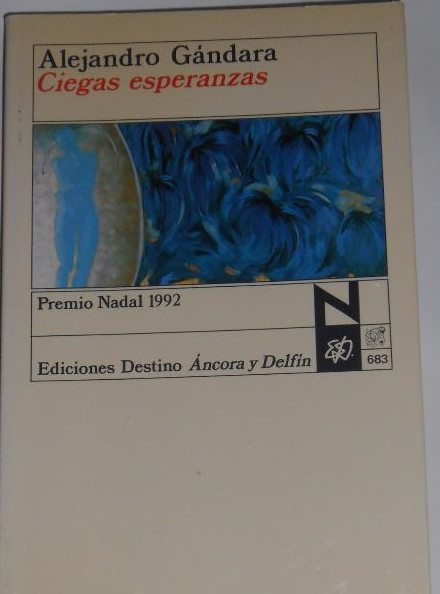 Alejandro Gándara
Ciegas esperanzas
Premio Nadal 1992
N
Ediciones Destino Áncora y Delfín
683